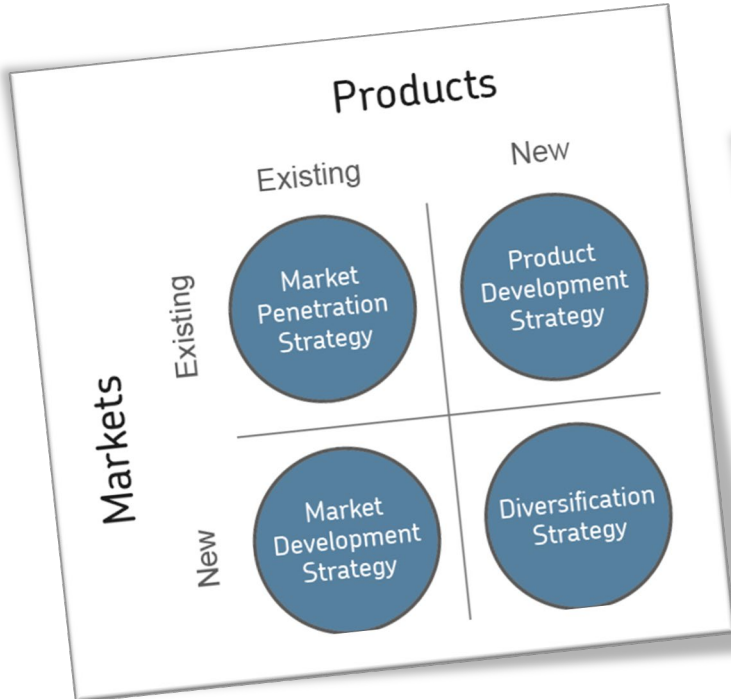 Products
Existing
New
Existing
Market
Penetration
Strategy
Product
Development
Strategy
Markets
New
Market
Development
Strategy
Diversification
Strategy